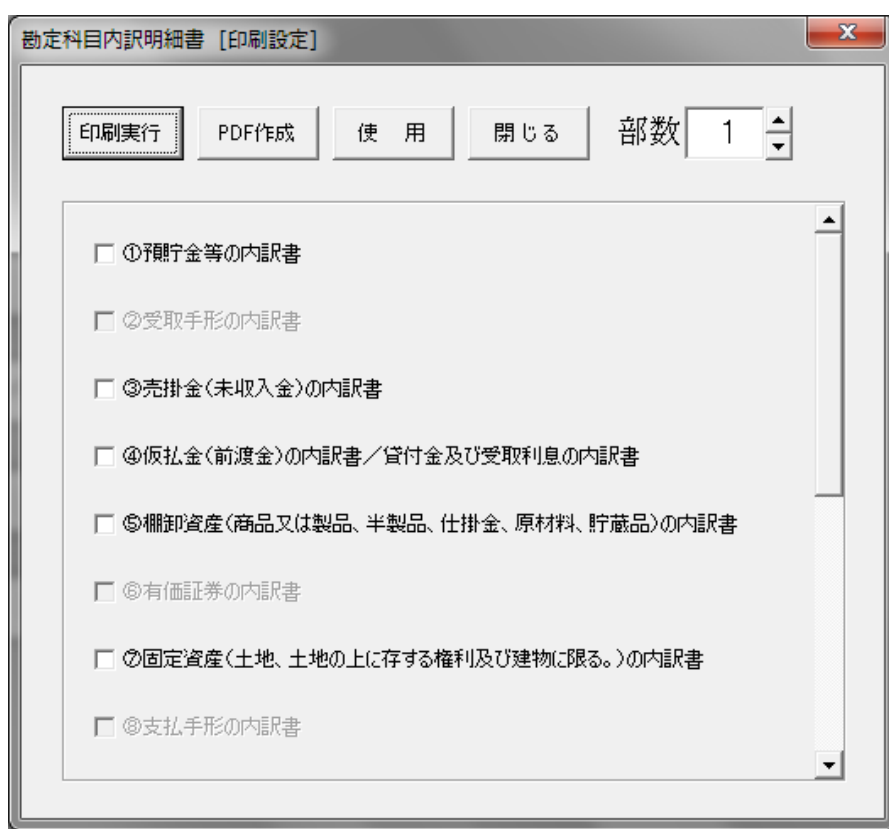 勘定科目内訳明細書 [印刷設定]
印刷実行 PDF作成 使 用 閉じる 部数 1
①預貯金等の内訳書
②受取手形の内訳書
③売掛金(未収入金)の内訳書
④仮払金(前渡金)の内訳書／貸付金及び受取利息の内訳書
⑤棚卸資産(商品又は製品、半製品、仕掛金、原材料、貯蔵品)の内訳書
⑥有価証券の内訳書
⑦固定資産(土地、土地の上に存する権利及び建物に限る。)の内訳書
⑧支払手形の内訳書